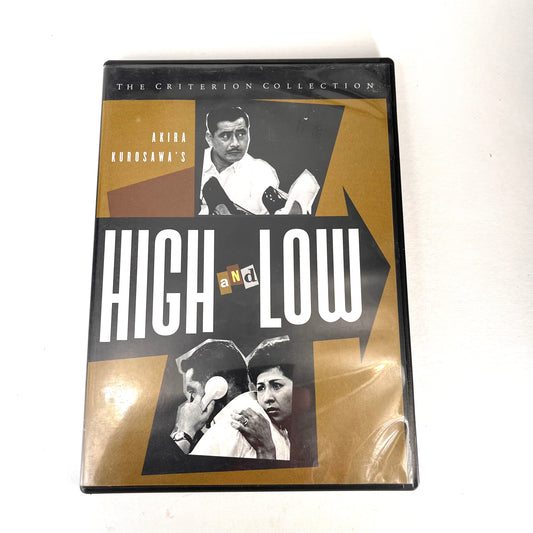 THE CRITERION COLLECTION
AKIRA
KUROSAWA'S
HIGH aNd LOW